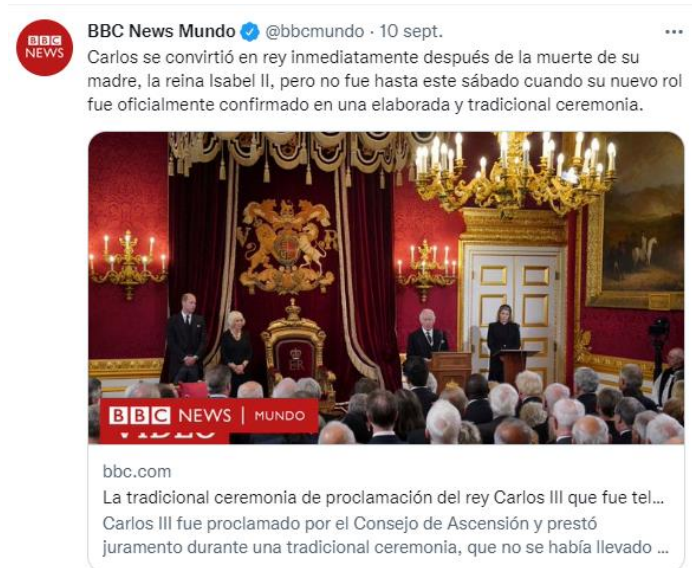 BBC
NEWS
BBC News Mundo @bbcmundo · 10 sept.
Carlos se convirtió en rey inmediatamente después de la muerte de su
madre, la reina Isabel II, pero no fue hasta este sábado cuando su nuevo rol
fue oficialmente confirmado en una elaborada y tradicional ceremonia.
V R
E R
BBC NEWS | MUNDO
VIDEO
bbc.com
La tradicional ceremonia de proclamación del rey Carlos III que fue tel...
Carlos III fue proclamado por el Consejo de Ascensión y prestó
juramento durante una tradicional ceremonia, que no se había llevado ...